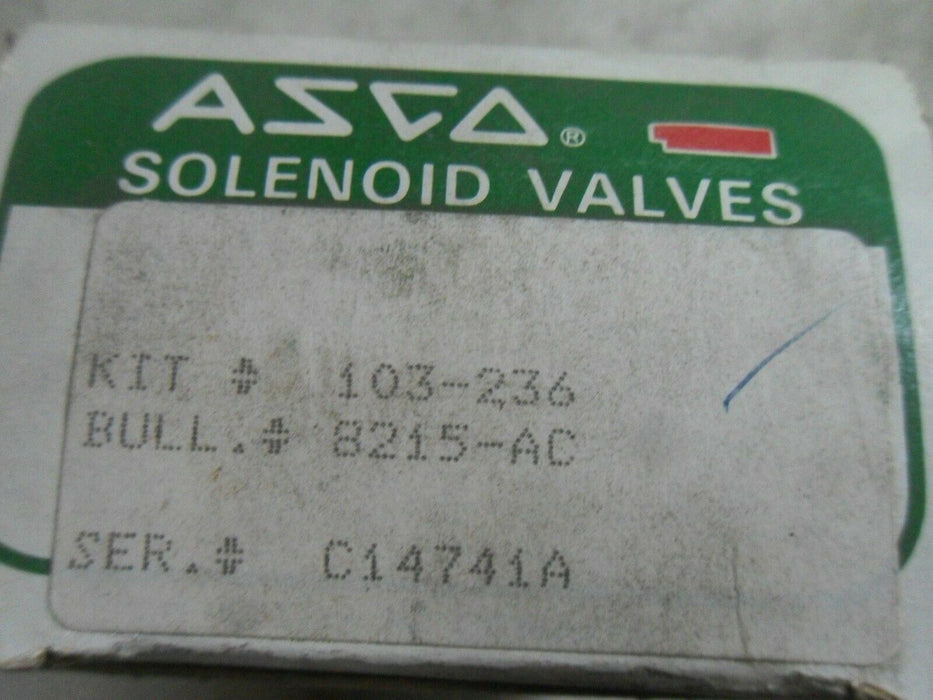 ASCO®
SOLENOID VALVES
KIT # 103-236
BULL.# 8215-AC
SER.# C14741A